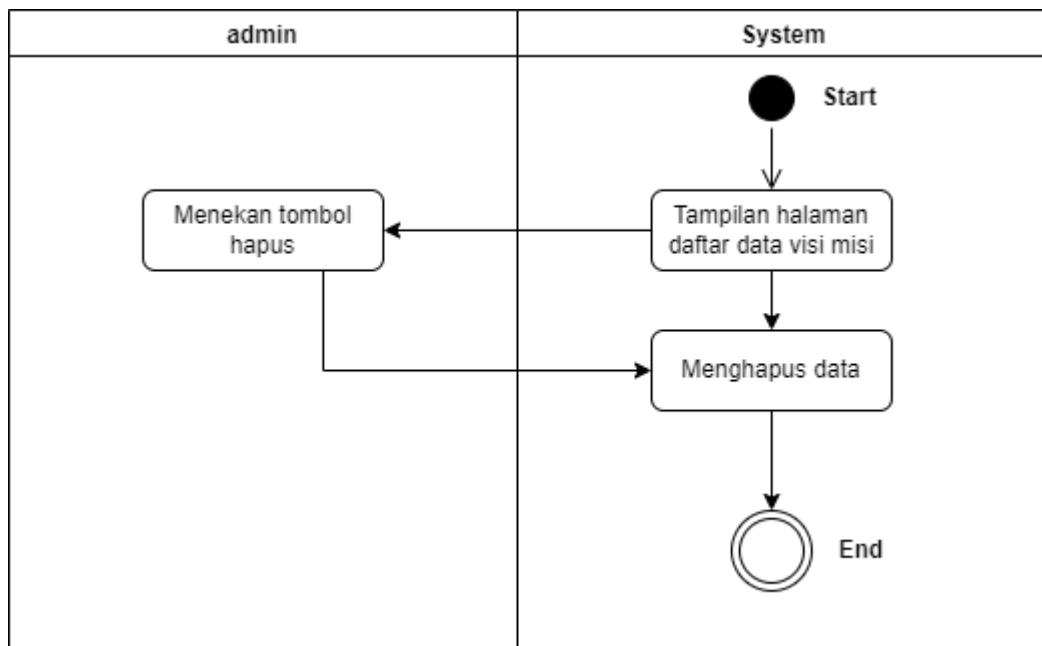 admin
System
Start
Menekan tombol
hapus
Tampilan halaman
daftar data visi misi
Menghapus data
End